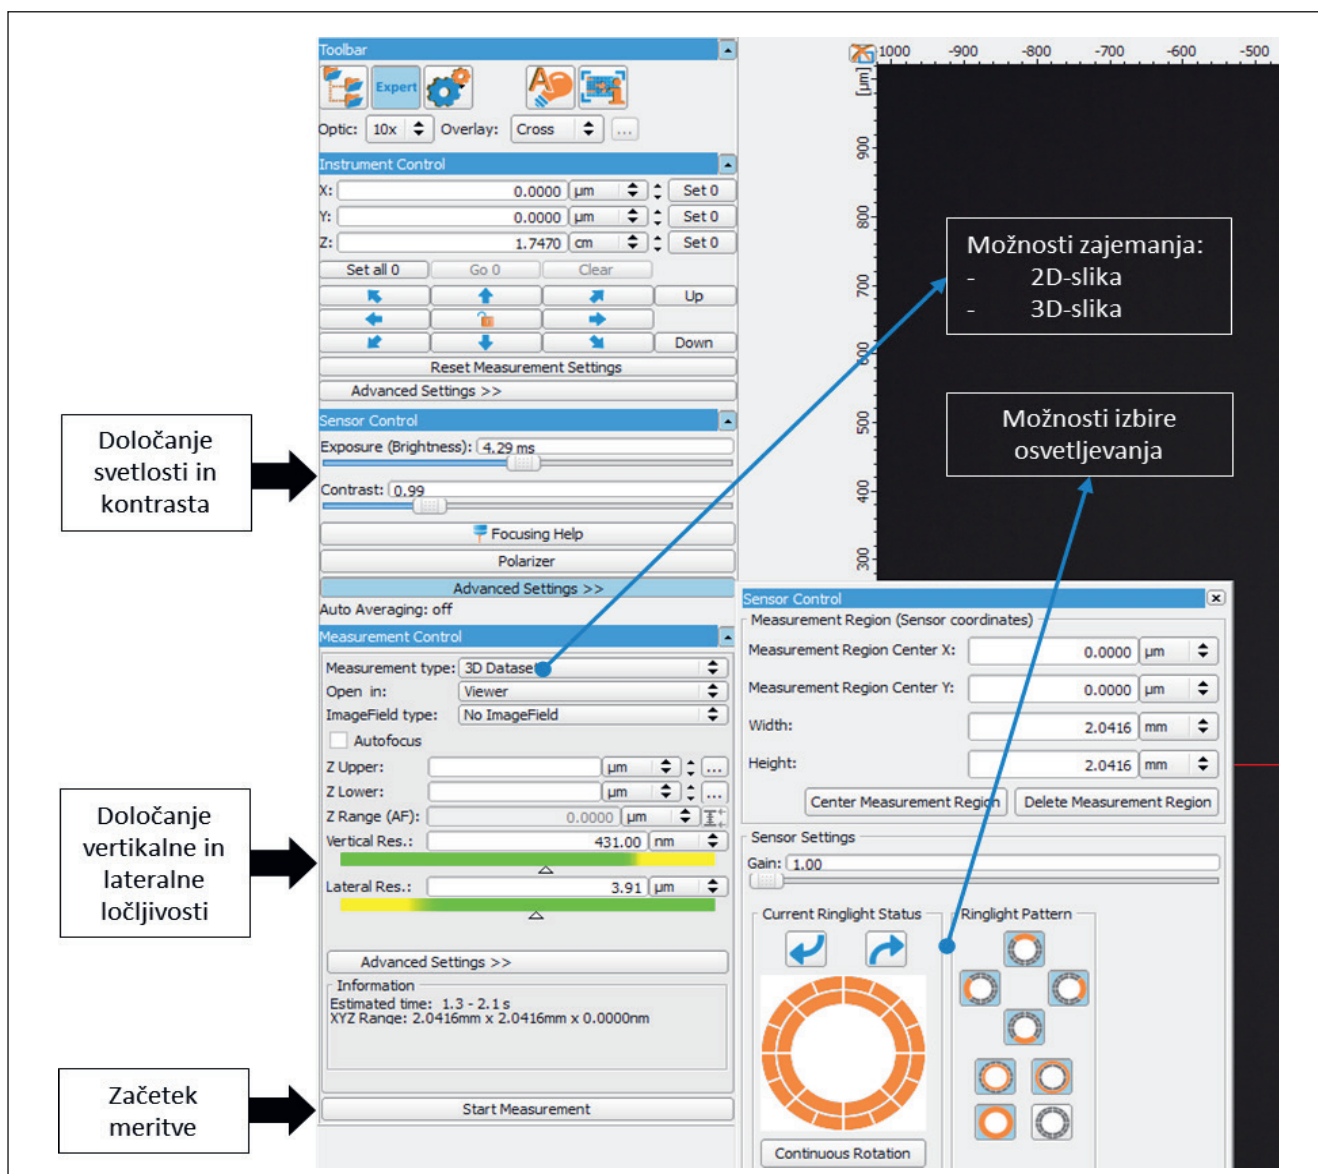 Toolbar
Expert
A
Optic: 10x Overlay: Cross ...
Instrument Control
X: 0.0000 µm Set 0
Y: 0.0000 µm Set 0
Z: 1.7470 cm Set 0
Set all 0 Go 0 Clear
Up
Down
Reset Measurement Settings
Advanced Settings >>
Sensor Control
Exposure (Brightness): 4.29 ms
Contrast: 0.99
Focusing Help
Polarizer
Advanced Settings >>
Auto Averaging: off
Measurement Control
Measurement type: 3D Dataset
Open in: Viewer
ImageField type: No ImageField
Autofocus
Z Upper: µm ...
Z Lower: µm ...
Z Range (AF): 0.0000 µm
Vertical Res.: 431.00 nm
Lateral Res.: 3.91 µm
Advanced Settings >>
Information
Estimated time: 1.3 - 2.1 s
XYZ Range: 2.0416mm x 2.0416mm x 0.0000nm
Start Measurement
Določanje
svetlosti in
kontrasta
Določanje
vertikalne in
lateralne
ločljivosti
Začetek
meritve
1000 -900 -800 -700 -600 -500
[µm]
900
800
700
600
500
400
300
Možnosti zajemanja:
- 2D-slika
- 3D-slika
Možnosti izbire
osvetljevanja
Sensor Control
Measurement Region (Sensor coordinates)
Measurement Region Center X: 0.0000 µm
Measurement Region Center Y: 0.0000 µm
Width: 2.0416 mm
Height: 2.0416 mm
Center Measurement Region Delete Measurement Region
Sensor Settings
Gain: 1.00
Current Ringlight Status Ringlight Pattern
Continuous Rotation